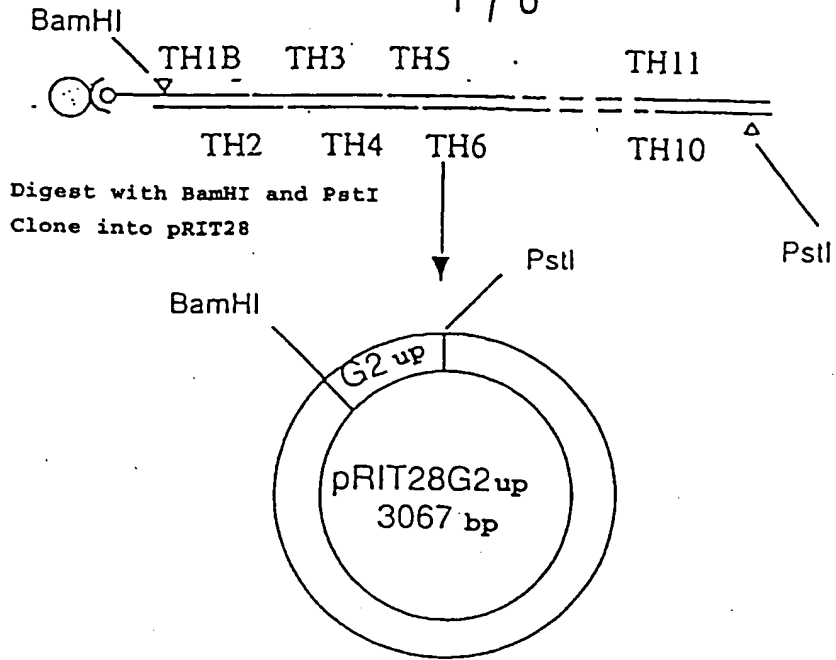 1/8
BamHI
TH1B TH3 TH5 TH11
TH2 TH4 TH6 TH10
Digest with BamHI and PstI
Clone into pRIT28
PstI
PstI
BamHI
G2 up
pRIT28G2up
3067 bp